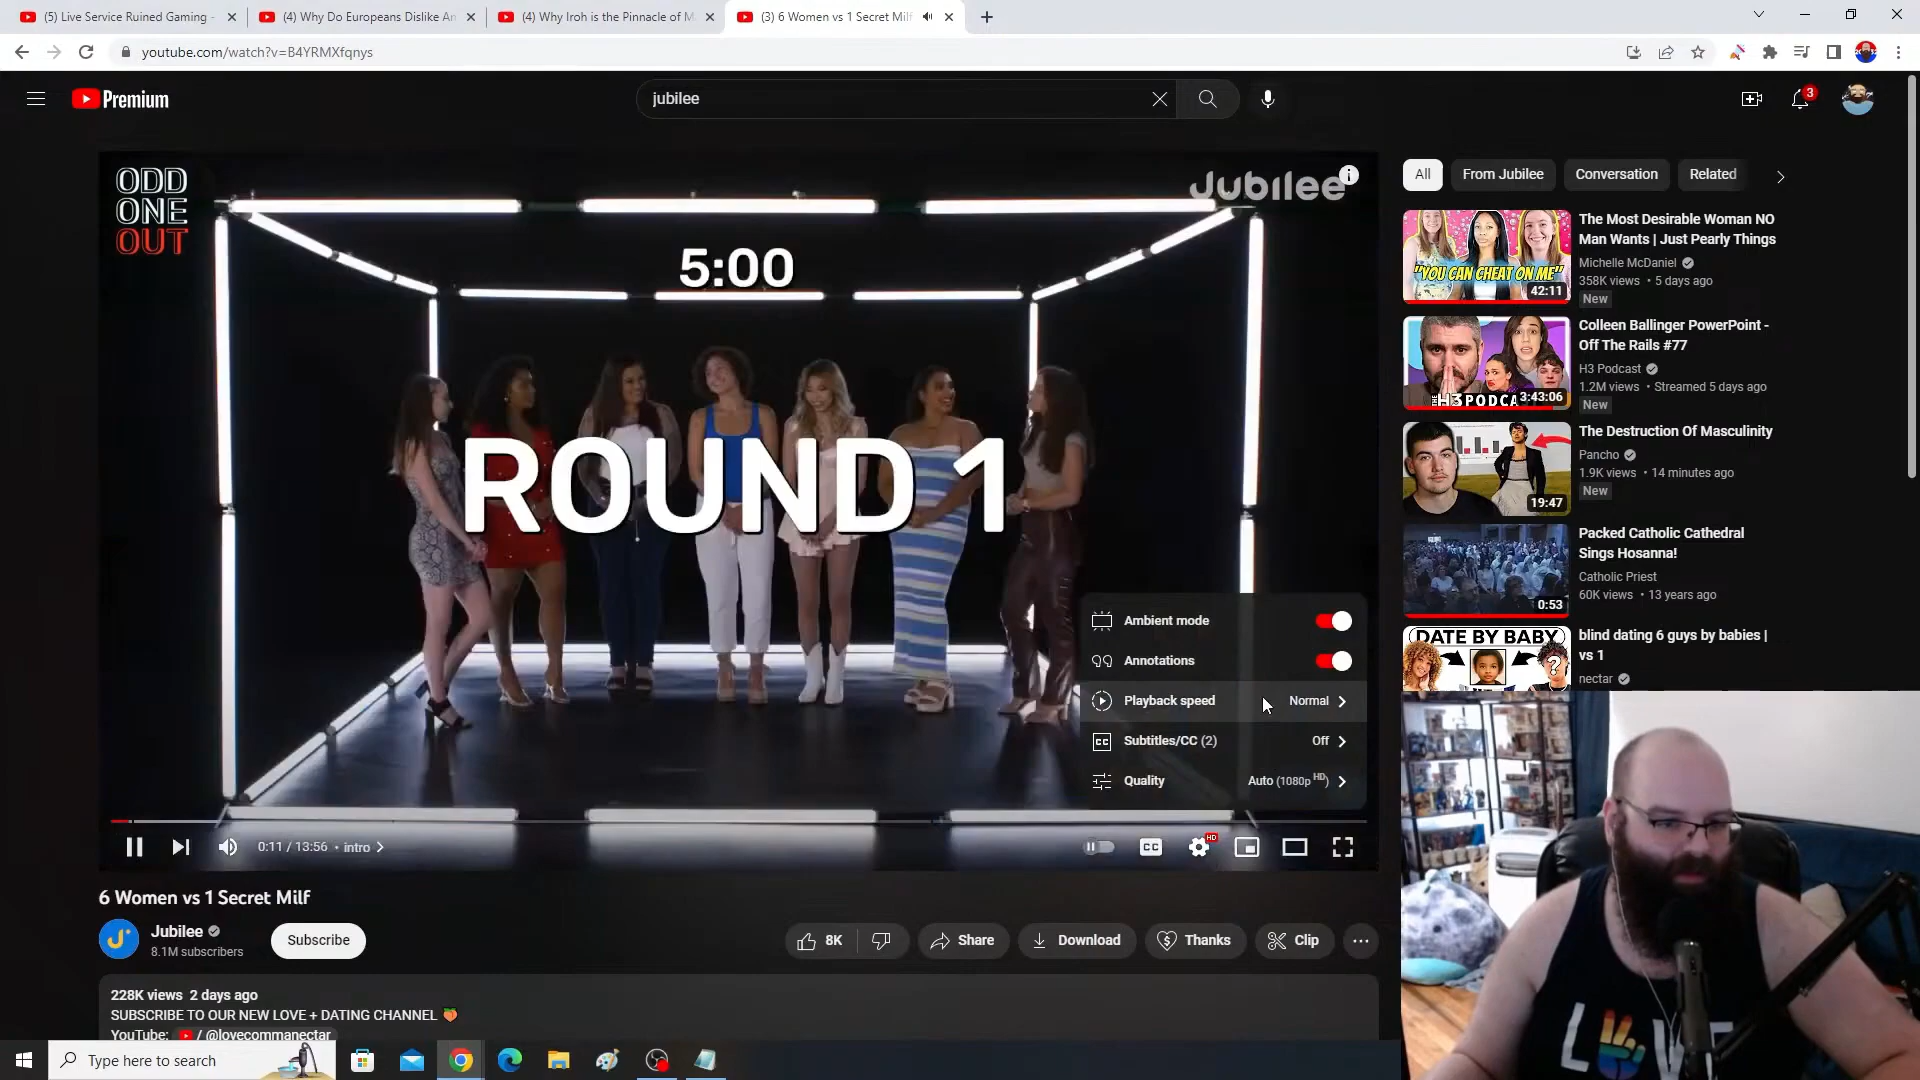 (5) Live Service Ruined Gaming -
(4) Why Do Europeans Dislike Am
(4) Why Iroh is the Pinnacle of M
(3) 6 Women vs 1 Secret Milf
youtube.com/watch?v=B4YRMXfqnys
Premium
jubilee
3
ODD
ONE
OUT
Jubilee
5:00
ROUND 1
Ambient mode
Annotations
Playback speed Normal
Subtitles/CC (2) Off
Quality Auto (1080p HD)
0:11 / 13:56 • intro
CC
HD
6 Women vs 1 Secret Milf
Jubilee
8.1M subscribers
Subscribe
8K
Share
Download
Thanks
Clip
228K views 2 days ago
SUBSCRIBE TO OUR NEW LOVE + DATING CHANNEL 🍑
YouTube: / @lovecommanectar
All
From Jubilee
Conversation
Related
"YOU CAN CHEAT ON ME"
42:11
The Most Desirable Woman NO
Man Wants | Just Pearly Things
Michelle McDaniel
358K views • 5 days ago
New
H3 PODCA
3:43:06
Colleen Ballinger PowerPoint -
Off The Rails #77
H3 Podcast
1.2M views • Streamed 5 days ago
New
19:47
The Destruction Of Masculinity
Pancho
1.9K views • 14 minutes ago
New
0:53
Packed Catholic Cathedral
Sings Hosanna!
Catholic Priest
60K views • 13 years ago
DATE BY BABY
blind dating 6 guys by babies |
vs 1
nectar
Type here to search